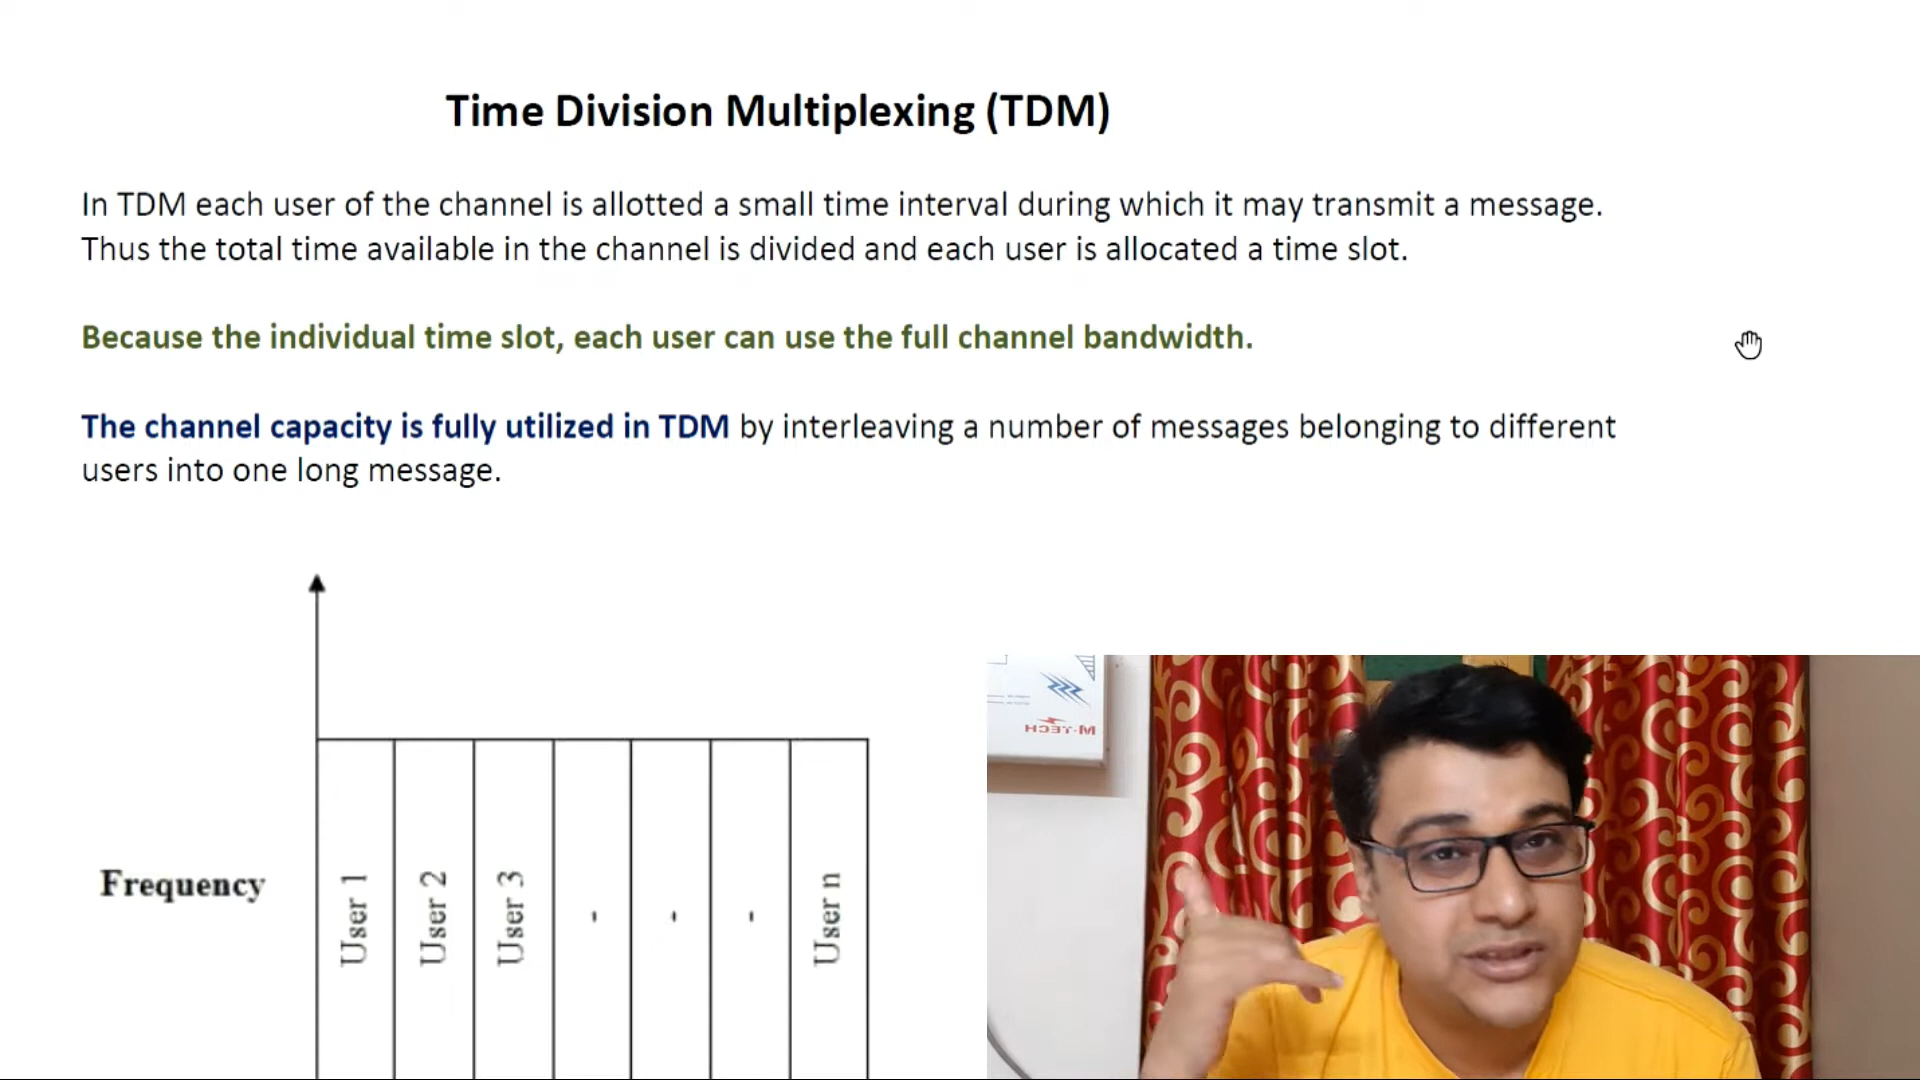 Time Division Multiplexing (TDM)
In TDM each user of the channel is allotted a small time interval during which it may transmit a message.
Thus the total time available in the channel is divided and each user is allocated a time slot.
Because the individual time slot, each user can use the full channel bandwidth.
The channel capacity is fully utilized in TDM by interleaving a number of messages belonging to different
users into one long message.
Frequency
User 1
User 2
User 3
-
-
-
User n
M-TECH